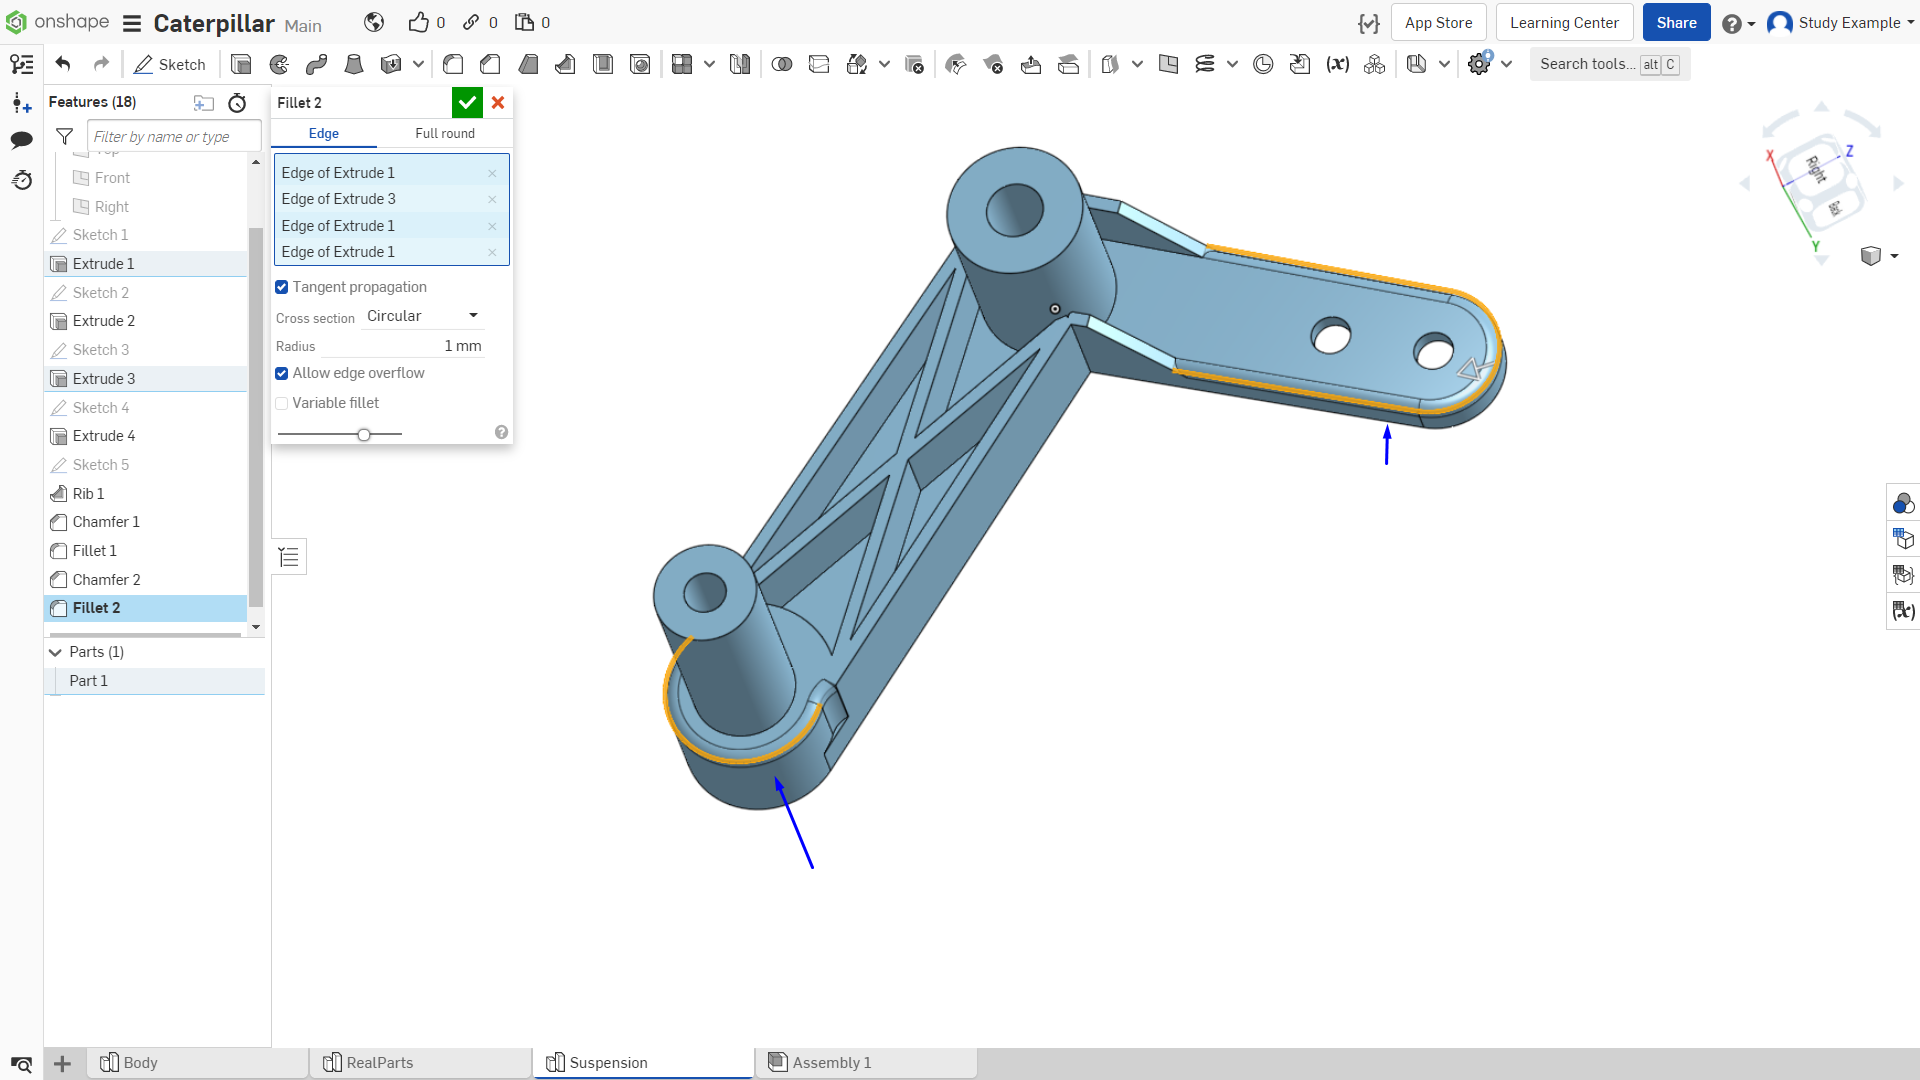 onshape Caterpillar Main 0 0 0 App Store Learning Center Share Study Example
Sketch Search tools... alt C
Features (18)
Filter by name or type
Front
Right
Sketch 1
Extrude 1
Sketch 2
Extrude 2
Sketch 3
Extrude 3
Sketch 4
Extrude 4
Sketch 5
Rib 1
Chamfer 1
Fillet 1
Chamfer 2
Fillet 2
Parts (1)
Part 1
Fillet 2
Edge Full round
Edge of Extrude 1
Edge of Extrude 3
Edge of Extrude 1
Edge of Extrude 1
Tangent propagation
Cross section Circular
Radius 1 mm
Allow edge overflow
Variable fillet
X Z
Right
Y
Body RealParts Suspension Assembly 1